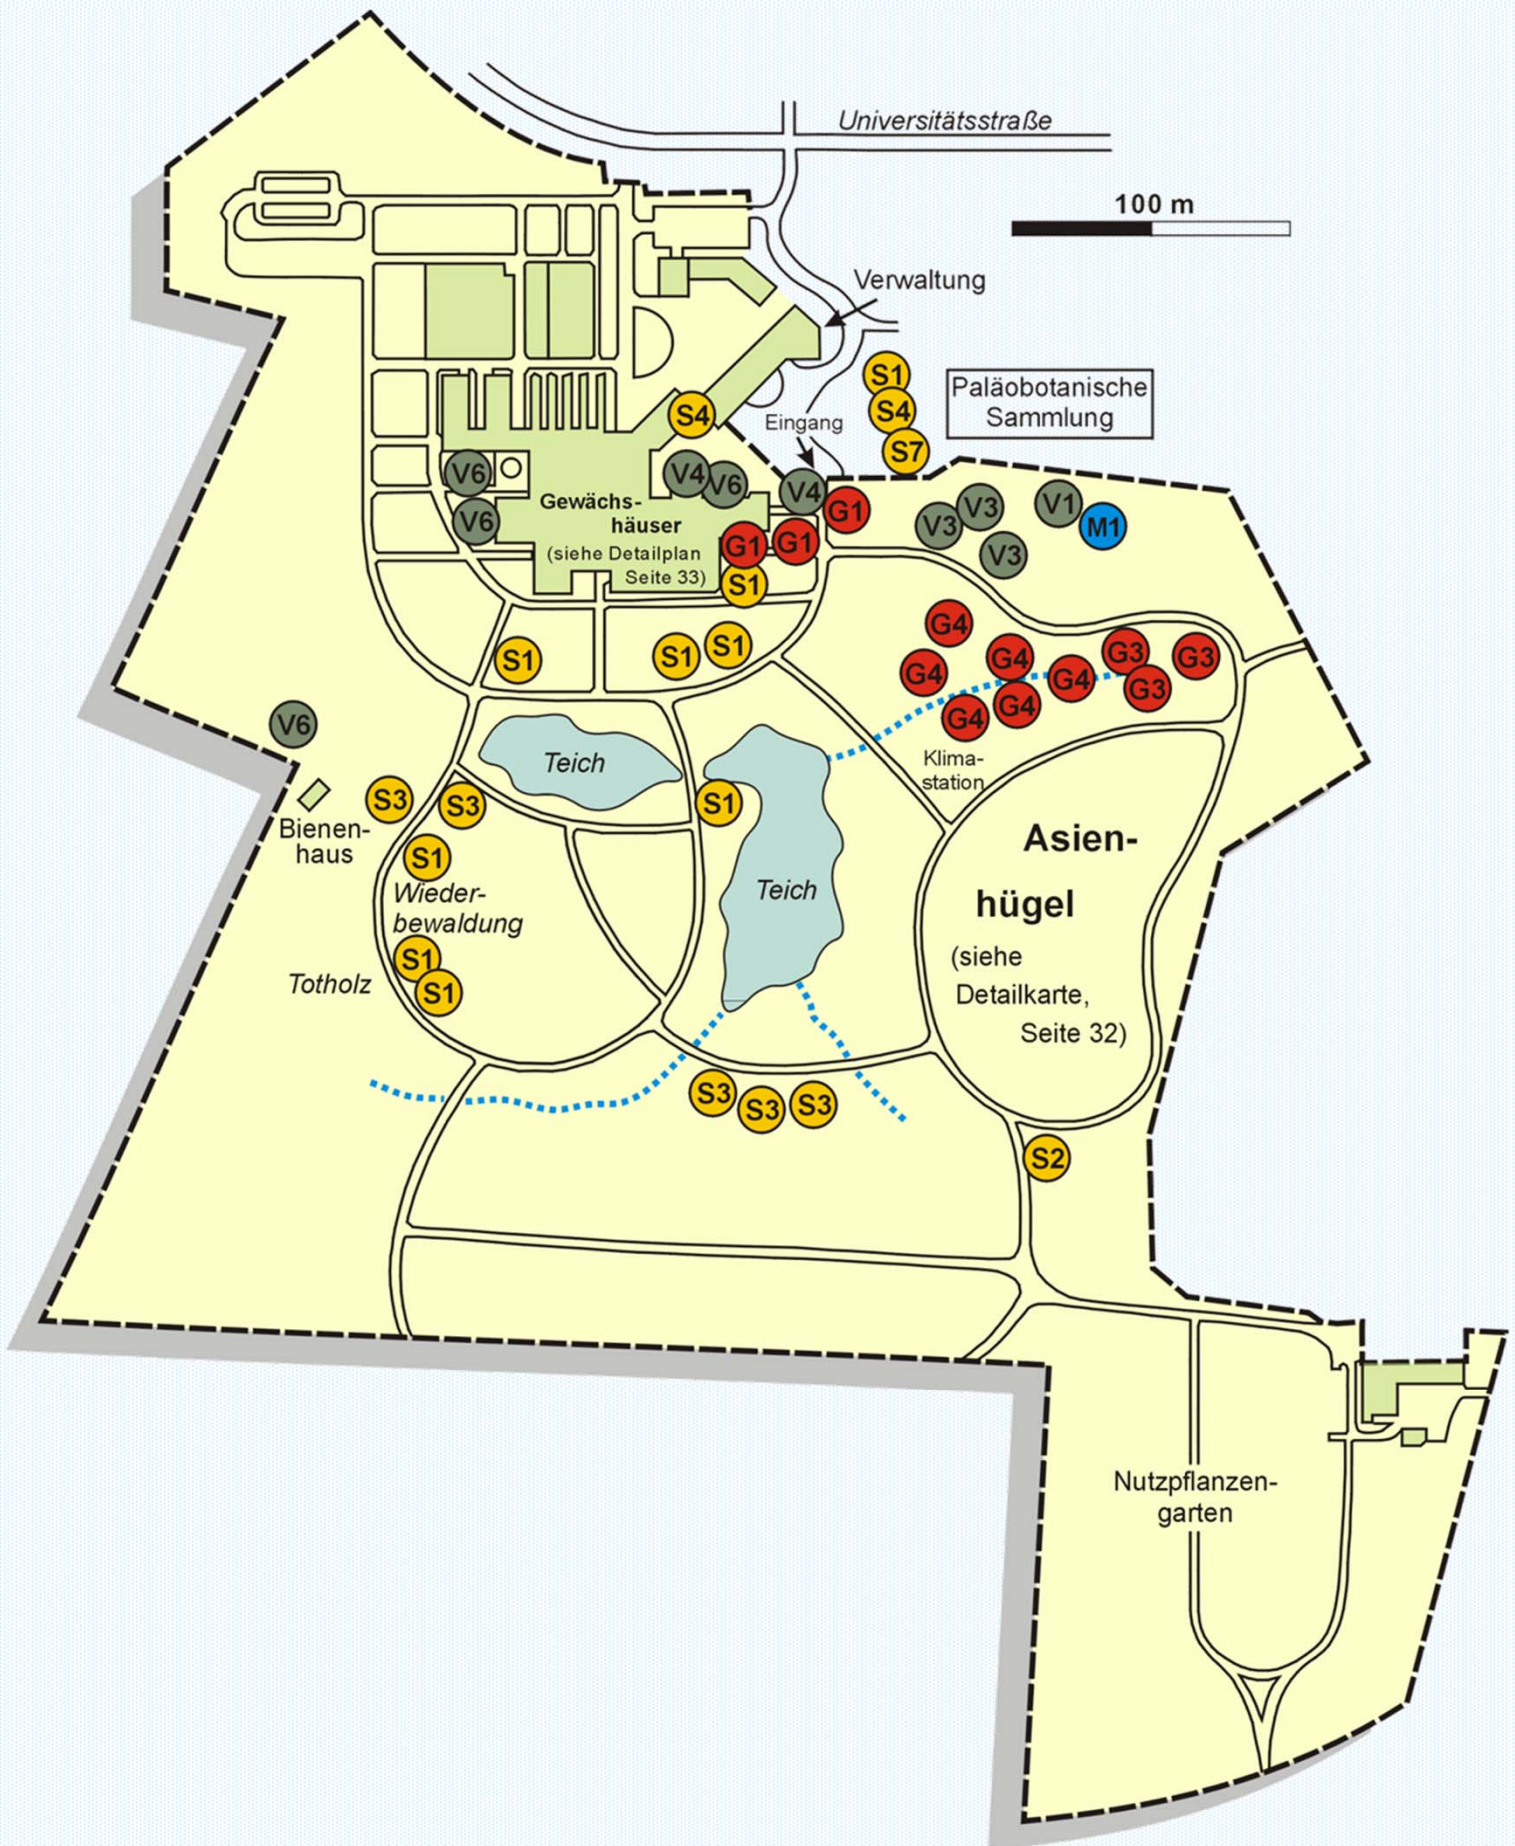 Universitätsstraße
100 m
Verwaltung
S1
Paläobotanische
Sammlung
S4
S4
Eingang
S7
V6
V4
V6
V4
G1
V3
V3
V1
M1
Gewächs-
häuser
V6
(siehe Detailplan
Seite 33)
G1
G1
V3
S1
G4
S1
S1
S1
G4
G4
G4
G3
G3
G3
G4
G4
V6
Klima-
station
Teich
S3
S3
S1
Bienen-
haus
S1
Asien-
hügel
(siehe
Detailkarte,
Seite 32)
Wieder-
bewaldung
Teich
S1
S1
Totholz
S3
S3
S3
S2
Nutzpflanzen-
garten